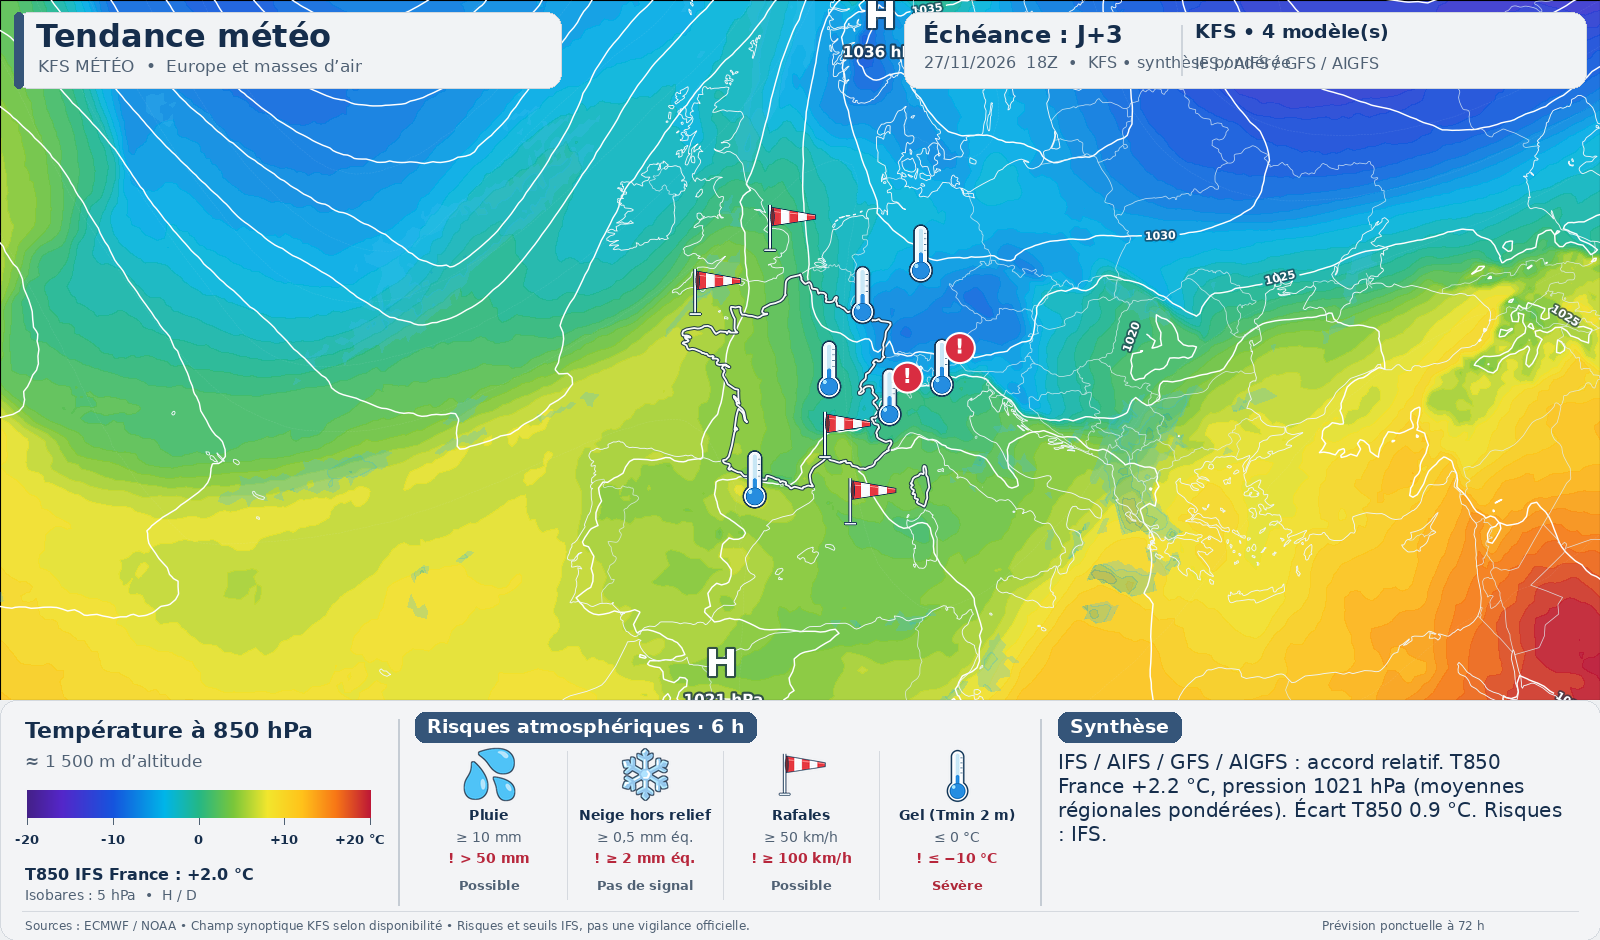 Tendance météo
KFS MÉTÉO • Europe et masses d’air
Échéance : J+3
27/11/2026 18Z • KFS • synthèse pondérée
KFS • 4 modèle(s)
IFS / AIFS / GFS / AIGFS
H
1036 h
1035
1030
1025
1025
1020
H
1021 hPa
Température à 850 hPa
≈ 1 500 m d’altitude
-20 -10 0 +10 +20 °C
T850 IFS France : +2.0 °C
Isobares : 5 hPa • H / D
Risques atmosphériques · 6 h
Pluie
≥ 10 mm
! > 50 mm
Possible
Neige hors relief
≥ 0,5 mm éq.
! ≥ 2 mm éq.
Pas de signal
Rafales
≥ 50 km/h
! ≥ 100 km/h
Possible
Gel (Tmin 2 m)
≤ 0 °C
! ≤ −10 °C
Sévère
Synthèse
IFS / AIFS / GFS / AIGFS : accord relatif. T850
France +2.2 °C, pression 1021 hPa (moyennes
régionales pondérées). Écart T850 0.9 °C. Risques
: IFS.
Sources : ECMWF / NOAA • Champ synoptique KFS selon disponibilité • Risques et seuils IFS, pas une vigilance officielle.
Prévision ponctuelle à 72 h